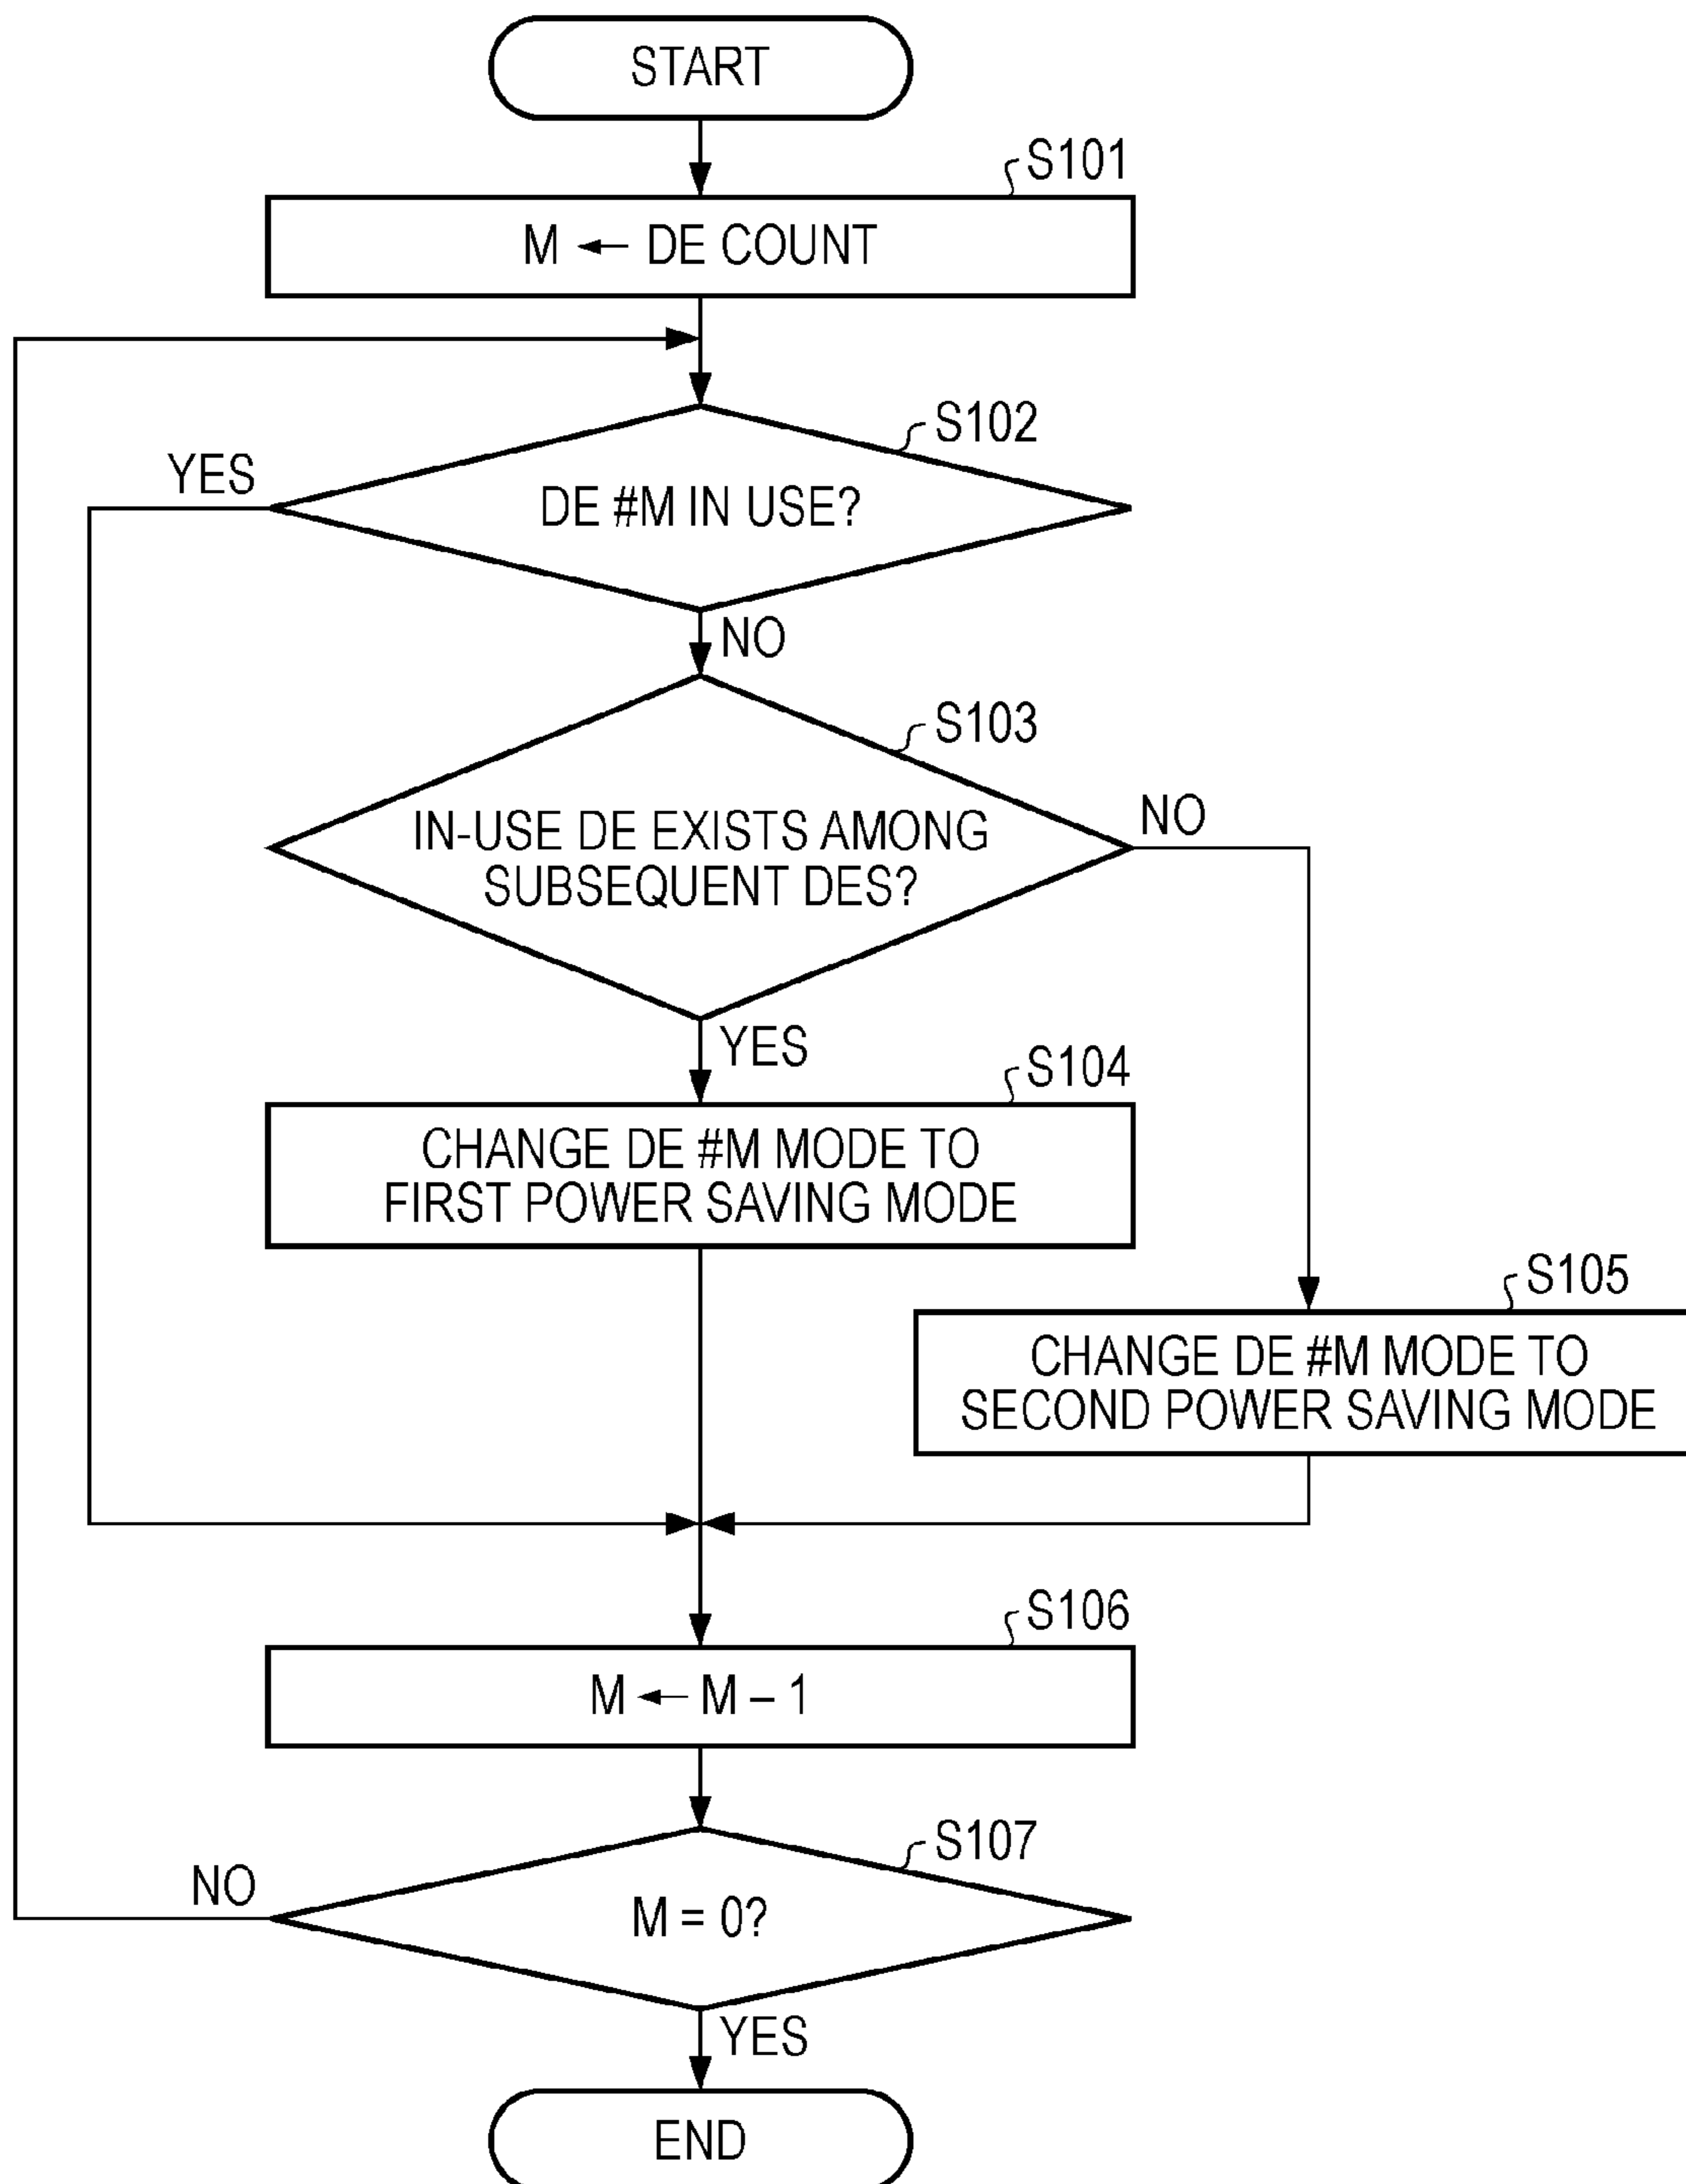 START
S101
M ← DE COUNT
S102
YES
DE #M IN USE?
NO
S103
IN-USE DE EXISTS AMONG
SUBSEQUENT DES?
NO
YES
S104
CHANGE DE #M MODE TO
FIRST POWER SAVING MODE
S105
CHANGE DE #M MODE TO
SECOND POWER SAVING MODE
S106
M ← M – 1
S107
NO
M = 0?
YES
END